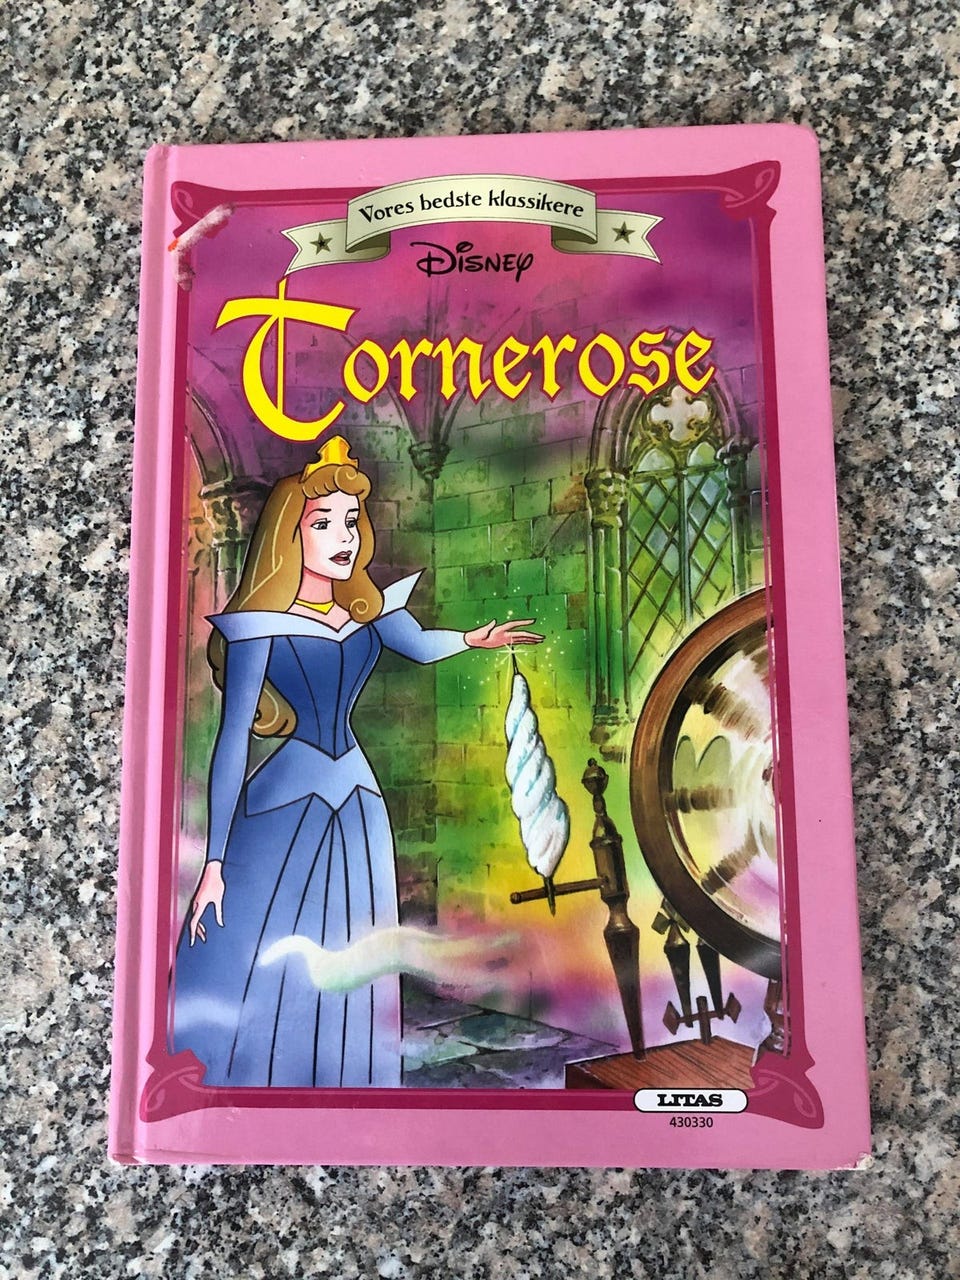 Vores bedste klassikere
Disney
Tornerose
LITAS
430330